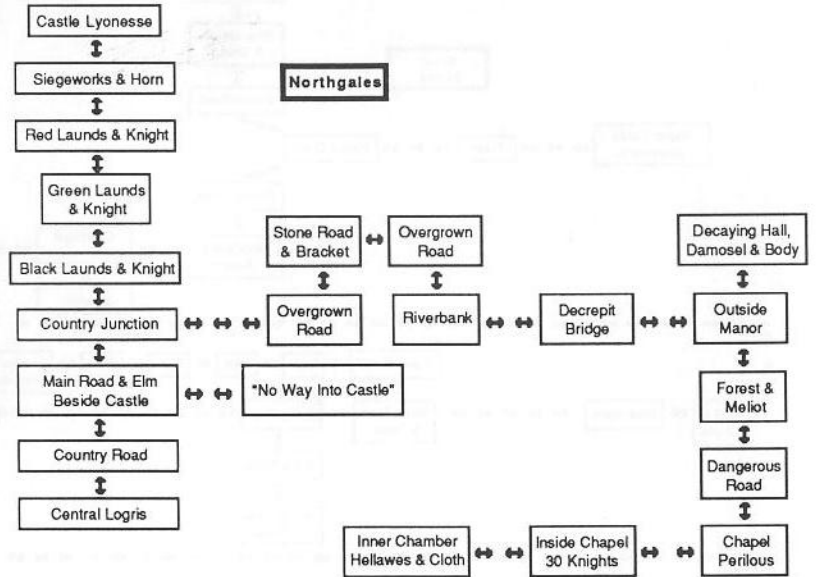 Castle Lyonesse
Siegeworks & Horn
Northgales
Red Launds & Knight
Green Launds
& Knight
Stone Road
& Bracket
Overgrown
Road
Decaying Hall,
Damosel & Body
Black Launds & Knight
Country Junction
Overgrown
Road
Riverbank
Decrepit
Bridge
Outside
Manor
Main Road & Elm
Beside Castle
"No Way Into Castle"
Forest &
Meliot
Country Road
Dangerous
Road
Central Logris
Inner Chamber
Hellawes & Cloth
Inside Chapel
30 Knights
Chapel
Perilous